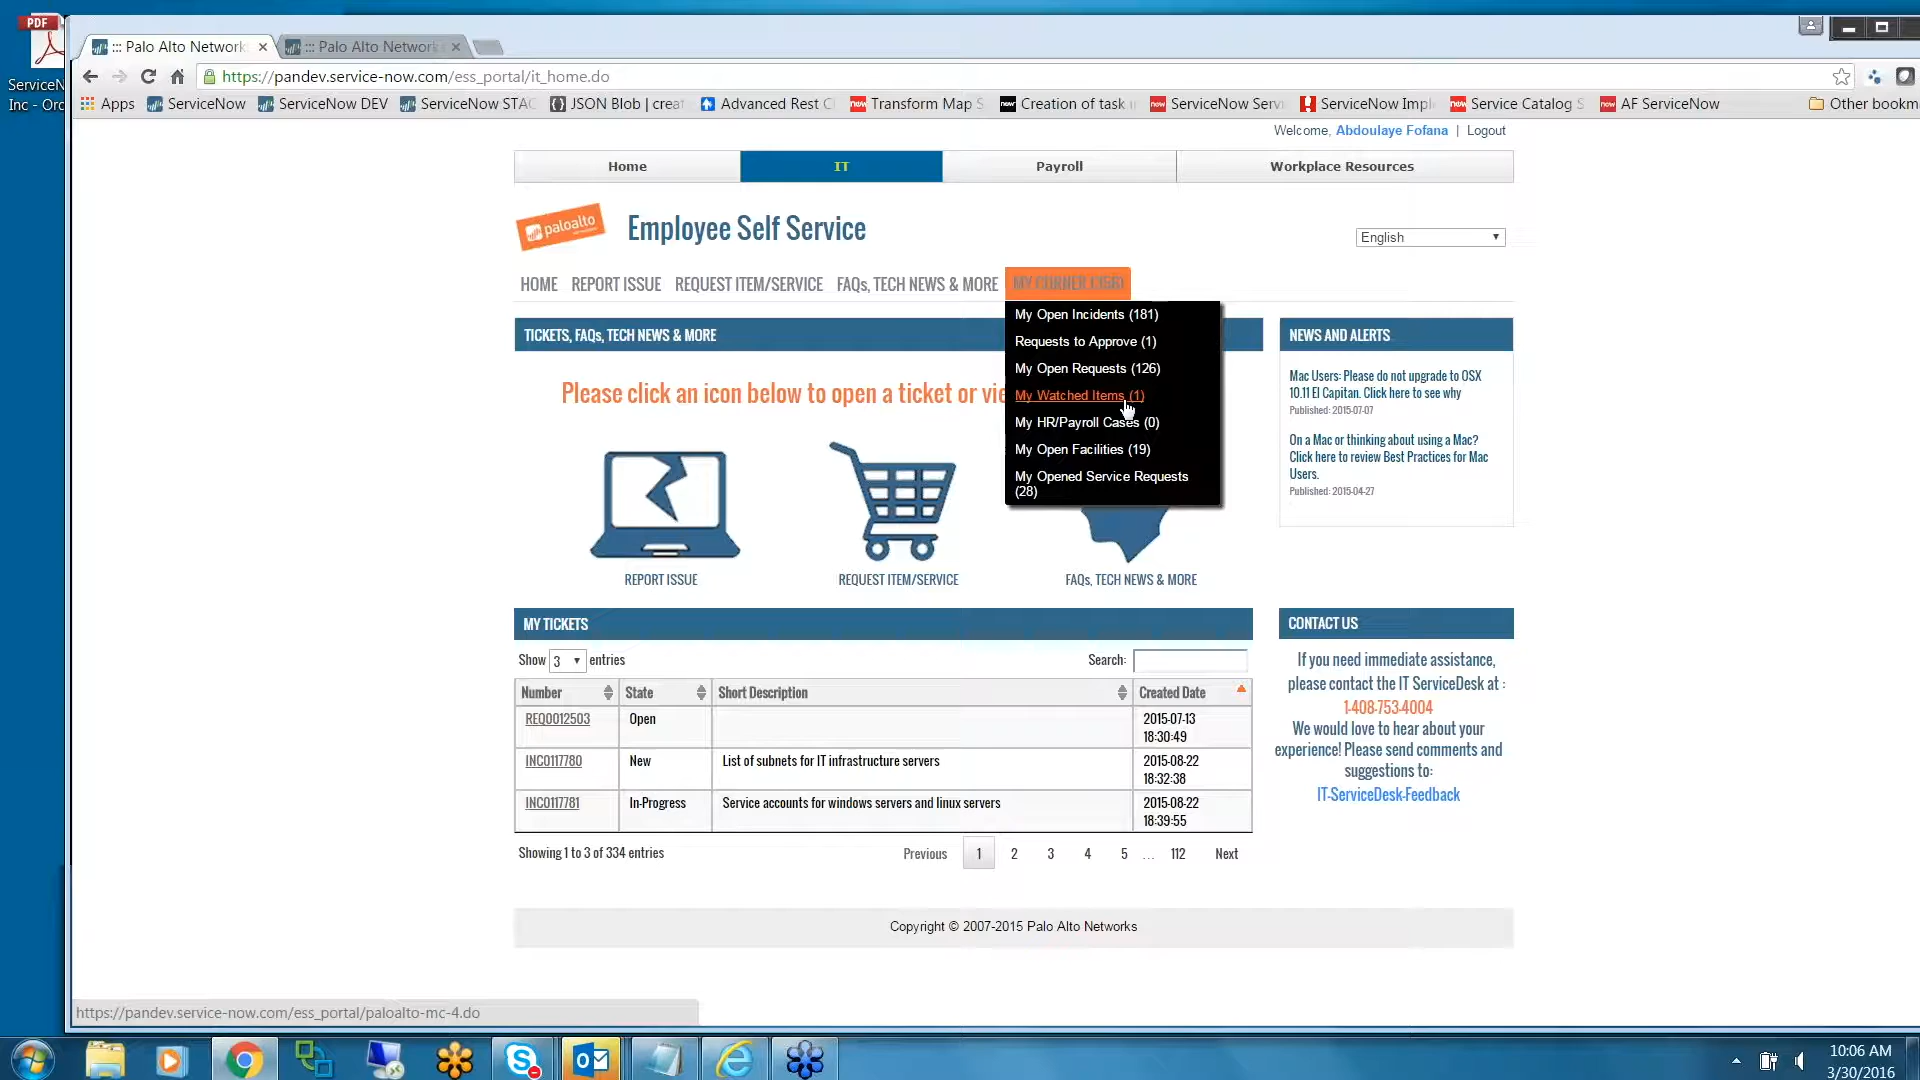 PDF
ServiceN
Inc - Ord
::: Palo Alto Network
::: Palo Alto Network
https://pandev.service-now.com/ess_portal/it_home.do
Apps
ServiceNow
ServiceNow DEV
ServiceNow STAG
JSON Blob | creat
Advanced Rest Cl
Transform Map S
Creation of task i
ServiceNow Servi
ServiceNow Impl
Service Catalog S
AF ServiceNow
Other bookm
Welcome, Abdoulaye Fofana | Logout
Home
IT
Payroll
Workplace Resources
paloalto
Employee Self Service
English
HOME
REPORT ISSUE
REQUEST ITEM/SERVICE
FAQs, TECH NEWS & MORE
MY CORNER
My Open Incidents (181)
Requests to Approve (1)
My Open Requests (126)
My Watched Items (1)
My HR/Payroll Cases (0)
My Open Facilities (19)
My Opened Service Requests
(28)
TICKETS, FAQs, TECH NEWS & MORE
Please click an icon below to open a ticket or vie
REPORT ISSUE
REQUEST ITEM/SERVICE
FAQs, TECH NEWS & MORE
NEWS AND ALERTS
Mac Users: Please do not upgrade to OSX
10.11 El Capitan. Click here to see why
Published: 2015-07-07
On a Mac or thinking about using a Mac?
Click here to review Best Practices for Mac
Users.
Published: 2015-04-27
MY TICKETS
Show 3 entries
Search:
Number
State
Short Description
Created Date
REQ0012503
Open
2015-07-13
18:30:49
INC0117780
New
List of subnets for IT infrastructure servers
2015-08-22
18:32:38
INC0117781
In-Progress
Service accounts for windows servers and linux servers
2015-08-22
18:39:55
Showing 1 to 3 of 334 entries
Previous 1 2 3 4 5 ... 112 Next
CONTACT US
If you need immediate assistance,
please contact the IT ServiceDesk at :
1-408-753-4004
We would love to hear about your
experience! Please send comments and
suggestions to:
IT-ServiceDesk-Feedback
Copyright © 2007-2015 Palo Alto Networks
https://pandev.service-now.com/ess_portal/paloalto-mc-4.do
10:06 AM
3/30/2016